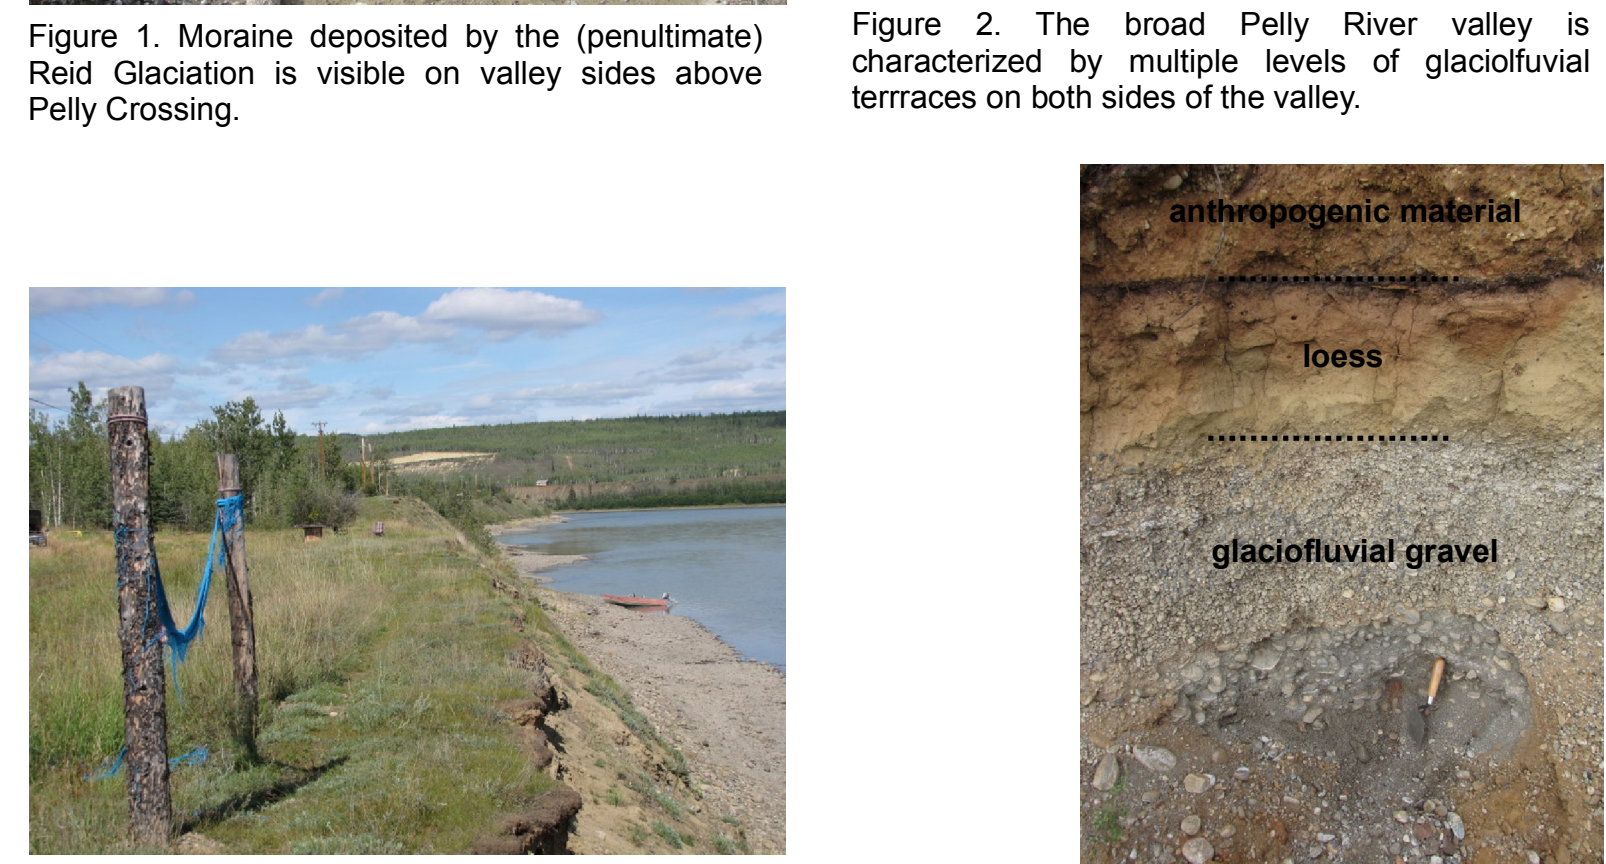 Figure 1. Moraine deposited by the (penultimate)
Reid Glaciation is visible on valley sides above
Pelly Crossing.
Figure 2. The broad Pelly River valley is
characterized by multiple levels of glaciolfuvial
terrraces on both sides of the valley.
anthropogenic material
loess
glaciofluvial gravel